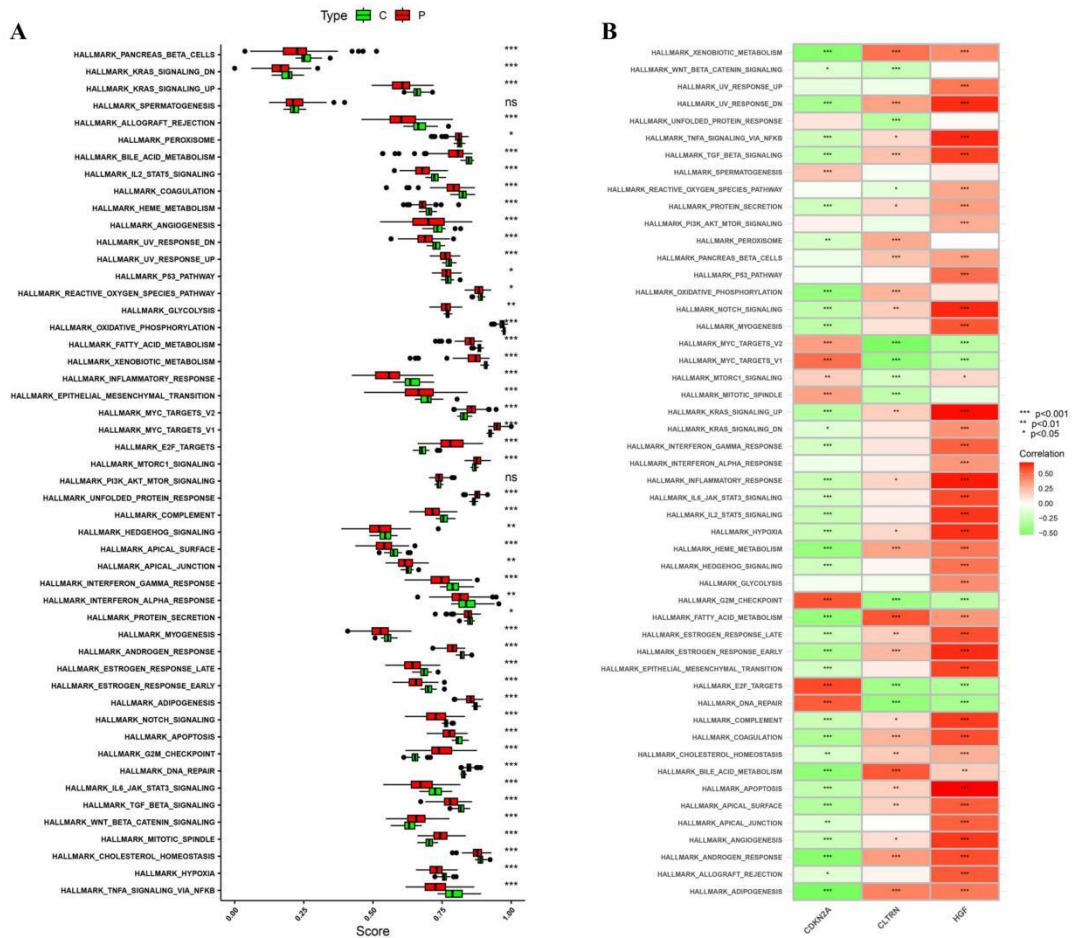 Type C P
A
HALLMARK_PANCREAS_BETA_CELLS ***
HALLMARK_KRAS_SIGNALING_DN ***
HALLMARK_KRAS_SIGNALING_UP ***
HALLMARK_SPERMATOGENESIS ns
HALLMARK_ALLOGRAFT_REJECTION ***
HALLMARK_PEROXISOME *
HALLMARK_BILE_ACID_METABOLISM ***
HALLMARK_IL2_STAT5_SIGNALING ***
HALLMARK_COAGULATION ***
HALLMARK_HEME_METABOLISM ***
HALLMARK_ANGIOGENESIS ***
HALLMARK_UV_RESPONSE_DN ***
HALLMARK_UV_RESPONSE_UP ***
HALLMARK_P53_PATHWAY *
HALLMARK_REACTIVE_OXYGEN_SPECIES_PATHWAY *
HALLMARK_GLYCOLYSIS **
HALLMARK_OXIDATIVE_PHOSPHORYLATION ***
HALLMARK_FATTY_ACID_METABOLISM ***
HALLMARK_XENOBIOTIC_METABOLISM ***
HALLMARK_INFLAMMATORY_RESPONSE ***
HALLMARK_EPITHELIAL_MESENCHYMAL_TRANSITION ***
HALLMARK_MYC_TARGETS_V2 ***
HALLMARK_MYC_TARGETS_V1 ***
HALLMARK_E2F_TARGETS ***
HALLMARK_MTORC1_SIGNALING ***
HALLMARK_PI3K_AKT_MTOR_SIGNALING ns
HALLMARK_UNFOLDED_PROTEIN_RESPONSE ***
HALLMARK_COMPLEMENT ***
HALLMARK_HEDGEHOG_SIGNALING **
HALLMARK_APICAL_SURFACE ***
HALLMARK_APICAL_JUNCTION **
HALLMARK_INTERFERON_GAMMA_RESPONSE ***
HALLMARK_INTERFERON_ALPHA_RESPONSE **
HALLMARK_PROTEIN_SECRETION *
HALLMARK_MYOGENESIS ***
HALLMARK_ANDROGEN_RESPONSE ***
HALLMARK_ESTROGEN_RESPONSE_LATE ***
HALLMARK_ESTROGEN_RESPONSE_EARLY ***
HALLMARK_ADIPOGENESIS ***
HALLMARK_NOTCH_SIGNALING ***
HALLMARK_APOPTOSIS ***
HALLMARK_G2M_CHECKPOINT ***
HALLMARK_DNA_REPAIR ***
HALLMARK_IL6_JAK_STAT3_SIGNALING ***
HALLMARK_TGF_BETA_SIGNALING ***
HALLMARK_WNT_BETA_CATENIN_SIGNALING ***
HALLMARK_MITOTIC_SPINDLE ***
HALLMARK_CHOLESTEROL_HOMEOSTASIS ***
HALLMARK_HYPOXIA ***
HALLMARK_TNFA_SIGNALING_VIA_NFKB ***
0.00 0.25 0.50 0.75 1.00
Score
B
HALLMARK_XENOBIOTIC_METABOLISM *** *** ***
HALLMARK_WNT_BETA_CATENIN_SIGNALING * ***
HALLMARK_UV_RESPONSE_UP ***
HALLMARK_UV_RESPONSE_DN *** *** ***
HALLMARK_UNFOLDED_PROTEIN_RESPONSE ***
HALLMARK_TNFA_SIGNALING_VIA_NFKB *** * ***
HALLMARK_TGF_BETA_SIGNALING *** *** ***
HALLMARK_SPERMATOGENESIS ***
HALLMARK_REACTIVE_OXYGEN_SPECIES_PATHWAY * ***
HALLMARK_PROTEIN_SECRETION *** * ***
HALLMARK_PI3K_AKT_MTOR_SIGNALING ***
HALLMARK_PEROXISOME ** ***
HALLMARK_PANCREAS_BETA_CELLS *** ***
HALLMARK_P53_PATHWAY ***
HALLMARK_OXIDATIVE_PHOSPHORYLATION *** ***
HALLMARK_NOTCH_SIGNALING *** ** ***
HALLMARK_MYOGENESIS *** ***
HALLMARK_MYC_TARGETS_V2 *** *** ***
HALLMARK_MYC_TARGETS_V1 *** *** ***
HALLMARK_MTORC1_SIGNALING ** *** *
HALLMARK_MITOTIC_SPINDLE *** ***
HALLMARK_KRAS_SIGNALING_UP *** ** ***
HALLMARK_KRAS_SIGNALING_DN * ***
HALLMARK_INTERFERON_GAMMA_RESPONSE *** ***
HALLMARK_INTERFERON_ALPHA_RESPONSE ***
HALLMARK_INFLAMMATORY_RESPONSE *** * ***
HALLMARK_IL6_JAK_STAT3_SIGNALING *** ***
HALLMARK_IL2_STAT5_SIGNALING *** ***
HALLMARK_HYPOXIA *** * ***
HALLMARK_HEME_METABOLISM *** *** ***
HALLMARK_HEDGEHOG_SIGNALING *** ***
HALLMARK_GLYCOLYSIS ***
HALLMARK_G2M_CHECKPOINT *** *** ***
HALLMARK_FATTY_ACID_METABOLISM *** *** ***
HALLMARK_ESTROGEN_RESPONSE_LATE *** ** ***
HALLMARK_ESTROGEN_RESPONSE_EARLY *** *** ***
HALLMARK_EPITHELIAL_MESENCHYMAL_TRANSITION *** ***
HALLMARK_E2F_TARGETS *** *** ***
HALLMARK_DNA_REPAIR *** *** ***
HALLMARK_COMPLEMENT *** * ***
HALLMARK_COAGULATION *** *** ***
HALLMARK_CHOLESTEROL_HOMEOSTASIS ** ** ***
HALLMARK_BILE_ACID_METABOLISM *** *** **
HALLMARK_APOPTOSIS *** ** ***
HALLMARK_APICAL_SURFACE *** ** ***
HALLMARK_APICAL_JUNCTION ** ***
HALLMARK_ANGIOGENESIS *** * ***
HALLMARK_ANDROGEN_RESPONSE *** *** ***
HALLMARK_ALLOGRAFT_REJECTION * ***
HALLMARK_ADIPOGENESIS *** *** ***
CDKN2A CLTRN HGF
*** p<0.001
** p<0.01
* p<0.05
Correlation
0.50
0.25
0.00
−0.25
−0.50